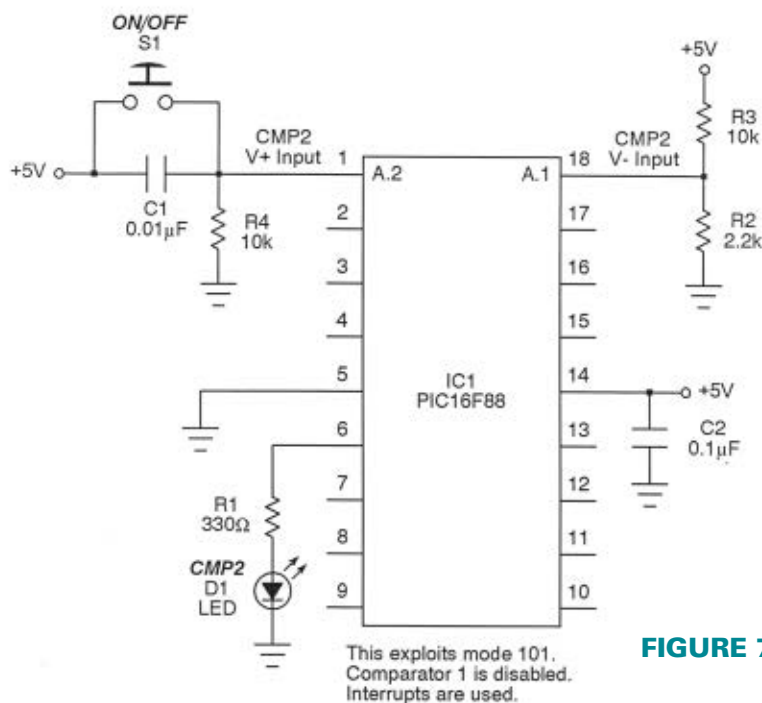 ON/OFF
S1
+5V
C1
0.01µF
R4
10k
CMP2
V+ Input
1
2
3
4
5
6
7
8
9
A.2
A.1
IC1
PIC16F88
18
17
16
15
14
13
12
11
10
CMP2
V- Input
+5V
R3
10k
R2
2.2k
+5V
C2
0.1µF
R1
330Ω
CMP2
D1
LED
This exploits mode 101.
Comparator 1 is disabled.
Interrupts are used.
FIGURE 7